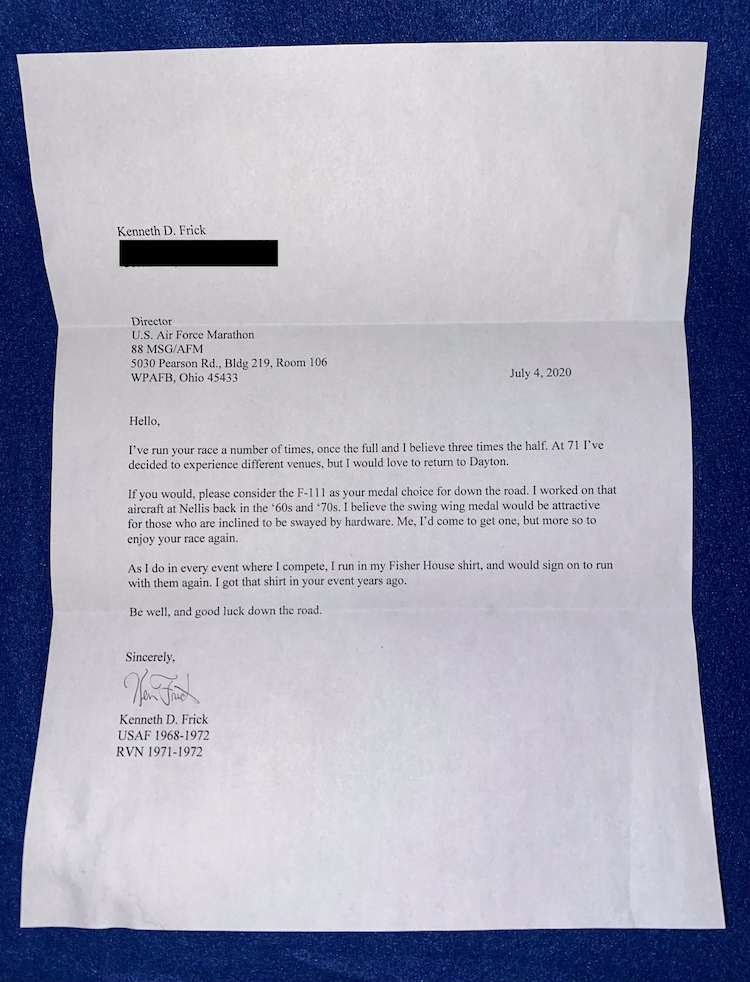 Kenneth D. Frick
Director
U.S. Air Force Marathon
88 MSG/AFM
5030 Pearson Rd., Bldg 219, Room 106
WPAFB, Ohio 45433
July 4, 2020
Hello,
I've run your race a number of times, once the full and I believe three times the half. At 71 I've
decided to experience different venues, but I would love to return to Dayton.
If you would, please consider the F-111 as your medal choice for down the road. I worked on that
aircraft at Nellis back in the '60s and '70s. I believe the swing wing medal would be attractive
for those who are inclined to be swayed by hardware. Me, I'd come to get one, but more so to
enjoy your race again.
As I do in every event where I compete, I run in my Fisher House shirt, and would sign on to run
with them again. I got that shirt in your event years ago.
Be well, and good luck down the road.
Sincerely,
Ken Frick
Kenneth D. Frick
USAF 1968-1972
RVN 1971-1972